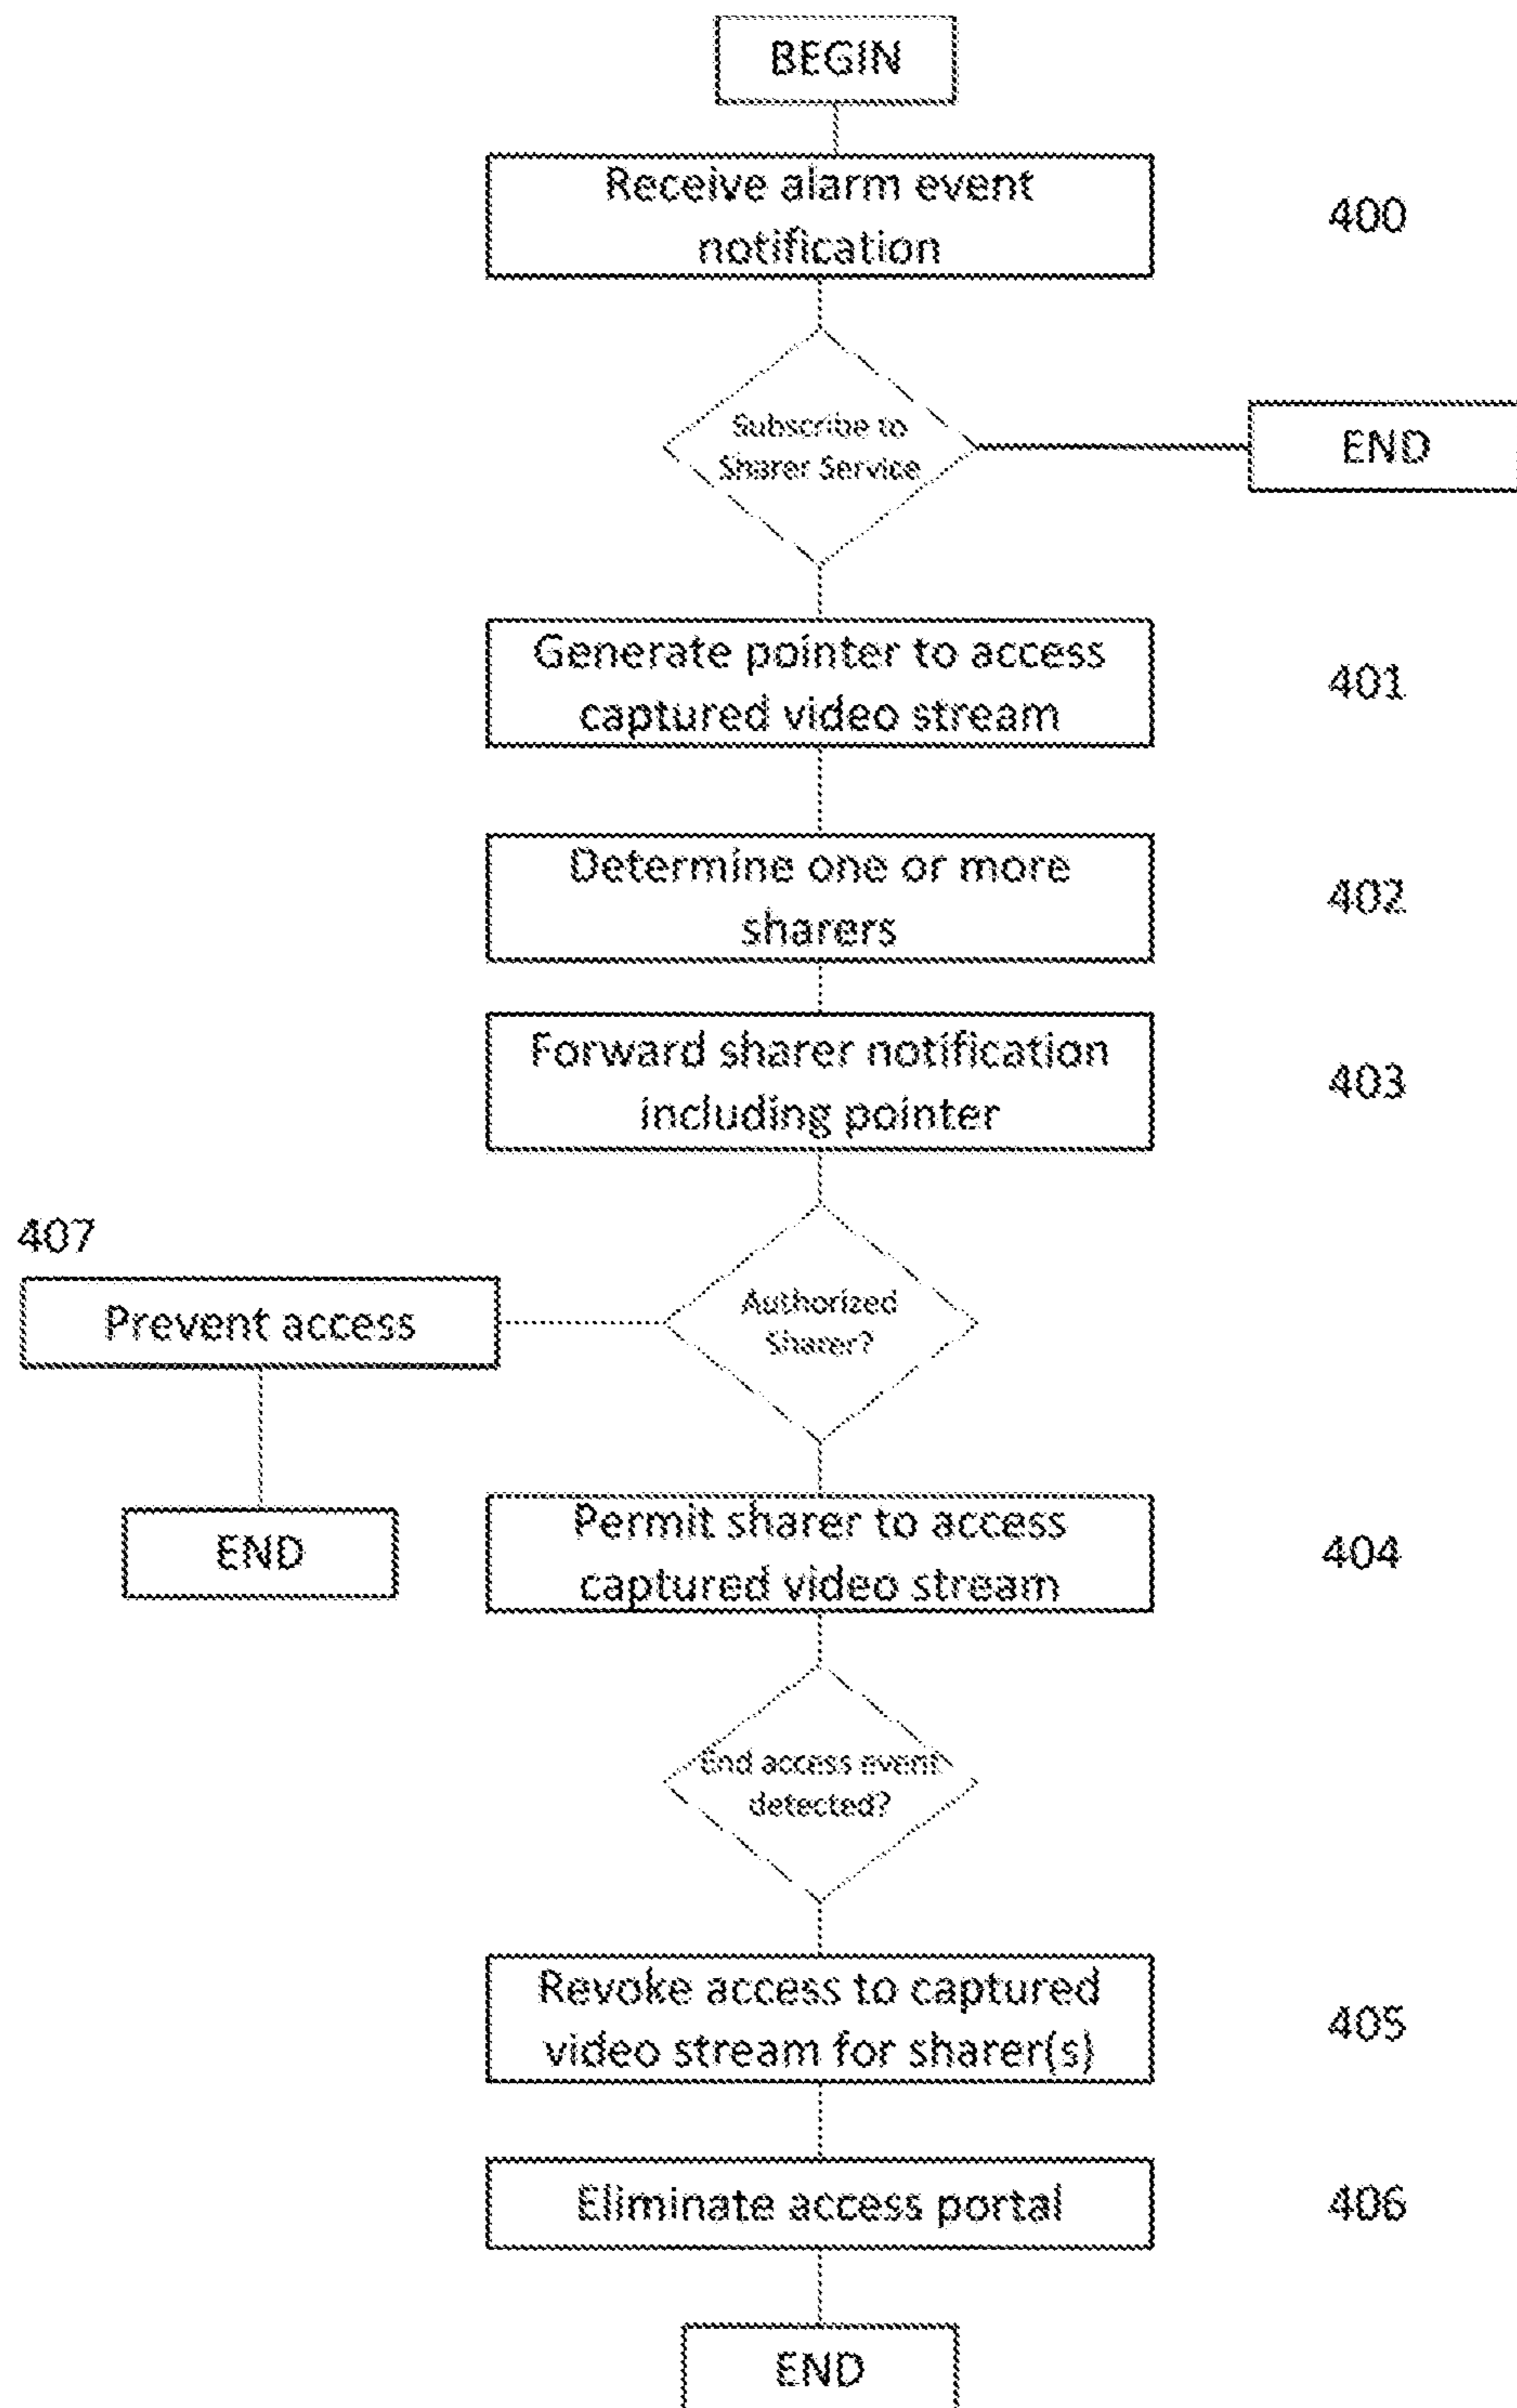 BEGIN
Receive alarm event
notification
400
Subscribe to
Sharer Service
END
Generate pointer to access
captured video stream
401
Determine one or more
sharers
402
Forward sharer notification
including pointer
403
407
Prevent access
Authorized
Sharer?
END
Permit sharer to access
captured video stream
404
End access event
detected?
Revoke access to captured
video stream for sharer(s)
405
Eliminate access portal
406
END